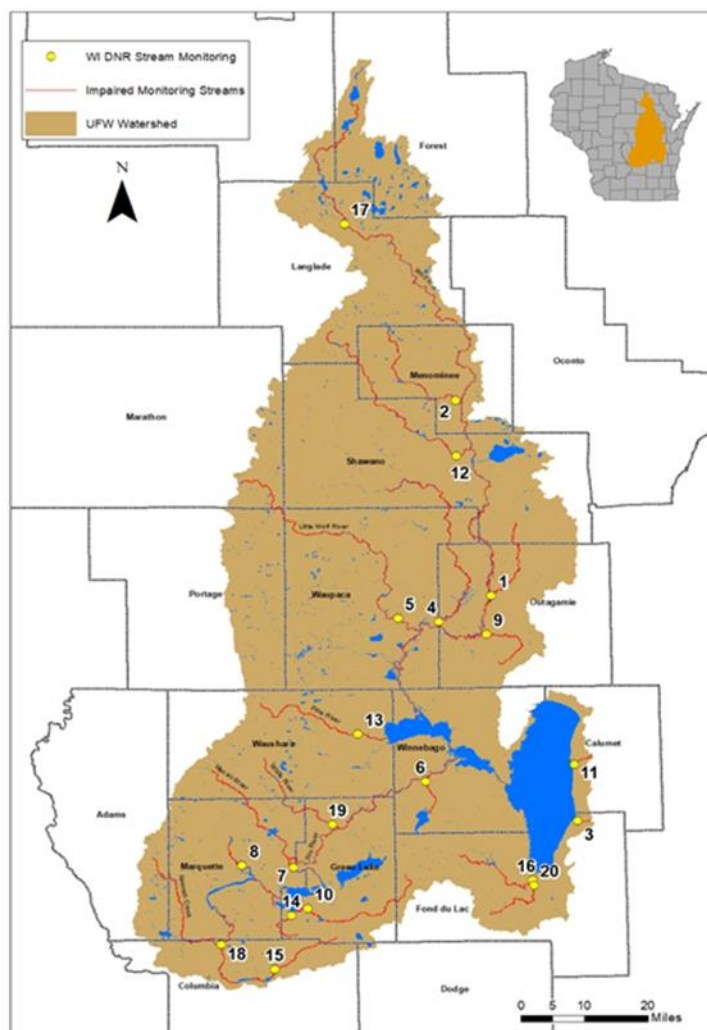 WI DNR Stream Monitoring
Impaired Monitoring Streams
UFW Watershed
N
Forest
17
Langlade
Oconto
Menominee
2
Marathon
12
Shawano
Little Wolf River
Portage
Waupaca
1
5
4
Outagamie
9
13
Pine River
Waushara
Winnebago
Calumet
11
6
Adams
3
19
Marquette
8
7
Green Lake
16
20
10
14
Fond du Lac
18
15
Columbia
Dodge
0 5 10 20
Miles